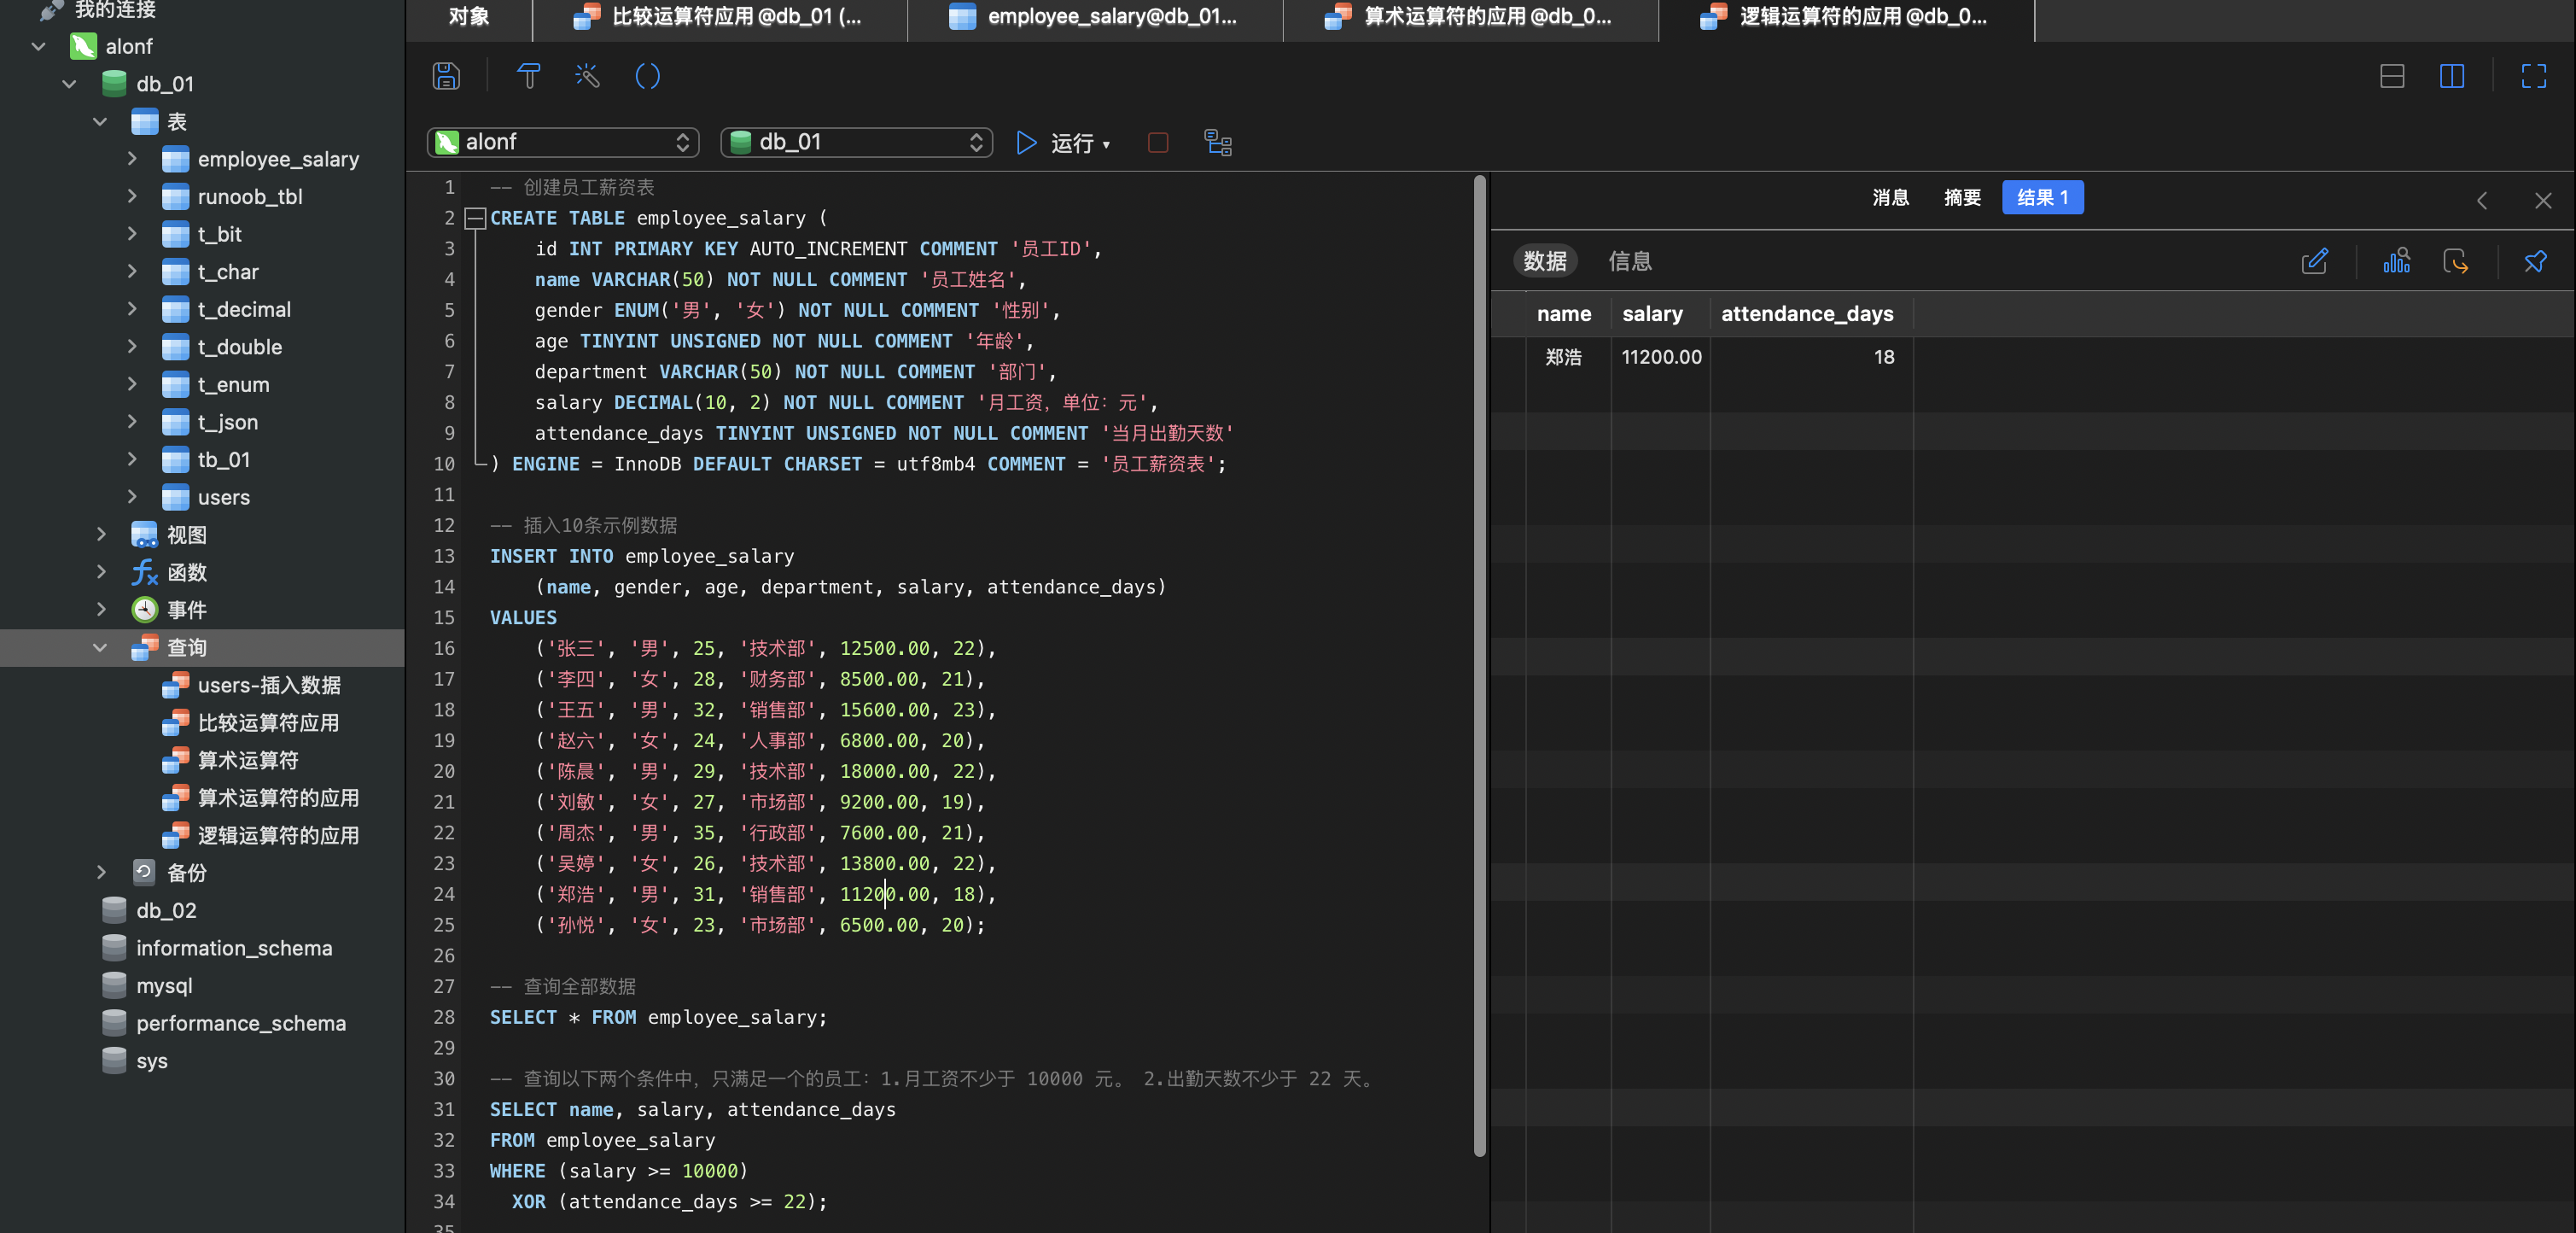 我的连接
alonf
db_01
表
employee_salary
runoob_tbl
t_bit
t_char
t_decimal
t_double
t_enum
t_json
tb_01
users
视图
函数
事件
查询
users-插入数据
比较运算符应用
算术运算符
算术运算符的应用
逻辑运算符的应用
备份
db_02
information_schema
mysql
performance_schema
sys
对象
比较运算符应用 @db_01 (...
employee_salary@db_01...
算术运算符的应用 @db_0...
逻辑运算符的应用 @db_0...
alonf
db_01
运行
1 -- 创建员工薪资表
2 CREATE TABLE employee_salary (
3 id INT PRIMARY KEY AUTO_INCREMENT COMMENT '员工ID',
4 name VARCHAR(50) NOT NULL COMMENT '员工姓名',
5 gender ENUM('男', '女') NOT NULL COMMENT '性别',
6 age TINYINT UNSIGNED NOT NULL COMMENT '年龄',
7 department VARCHAR(50) NOT NULL COMMENT '部门',
8 salary DECIMAL(10, 2) NOT NULL COMMENT '月工资，单位：元',
9 attendance_days TINYINT UNSIGNED NOT NULL COMMENT '当月出勤天数'
10 ) ENGINE = InnoDB DEFAULT CHARSET = utf8mb4 COMMENT = '员工薪资表';
11
12 -- 插入10条示例数据
13 INSERT INTO employee_salary
14 (name, gender, age, department, salary, attendance_days)
15 VALUES
16 ('张三', '男', 25, '技术部', 12500.00, 22),
17 ('李四', '女', 28, '财务部', 8500.00, 21),
18 ('王五', '男', 32, '销售部', 15600.00, 23),
19 ('赵六', '女', 24, '人事部', 6800.00, 20),
20 ('陈晨', '男', 29, '技术部', 18000.00, 22),
21 ('刘敏', '女', 27, '市场部', 9200.00, 19),
22 ('周杰', '男', 35, '行政部', 7600.00, 21),
23 ('吴婷', '女', 26, '技术部', 13800.00, 22),
24 ('郑浩', '男', 31, '销售部', 11200.00, 18),
25 ('孙悦', '女', 23, '市场部', 6500.00, 20);
26
27 -- 查询全部数据
28 SELECT * FROM employee_salary;
29
30 -- 查询以下两个条件中，只满足一个的员工：1.月工资不少于 10000 元。 2.出勤天数不少于 22 天。
31 SELECT name, salary, attendance_days
32 FROM employee_salary
33 WHERE (salary >= 10000)
34 XOR (attendance_days >= 22);
35
消息 摘要 结果 1
数据 信息
name salary attendance_days
郑浩 11200.00 18